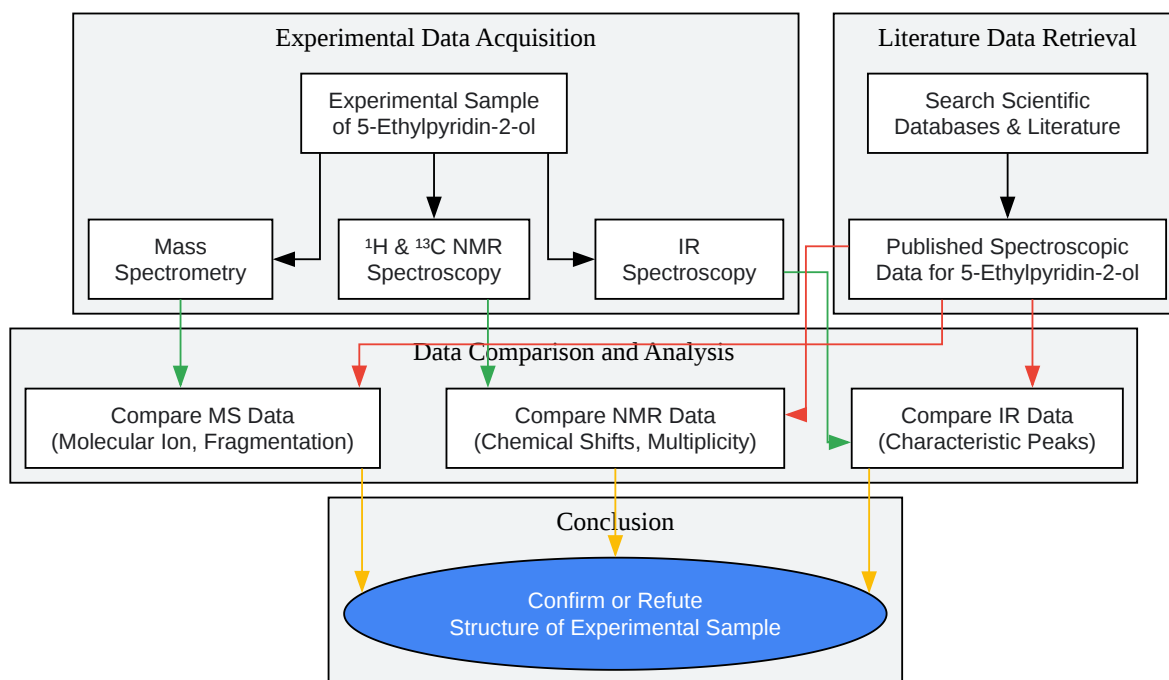 Experimental Data Acquisition
Experimental Sample
of 5-Ethylpyridin-2-ol
Mass
Spectrometry
¹H & ¹³C NMR
Spectroscopy
IR
Spectroscopy
Literature Data Retrieval
Search Scientific
Databases & Literature
Published Spectroscopic
Data for 5-Ethylpyridin-2-ol
Data Comparison and Analysis
Compare MS Data
(Molecular Ion, Fragmentation)
Compare NMR Data
(Chemical Shifts, Multiplicity)
Compare IR Data
(Characteristic Peaks)
Conclusion
Confirm or Refute
Structure of Experimental Sample